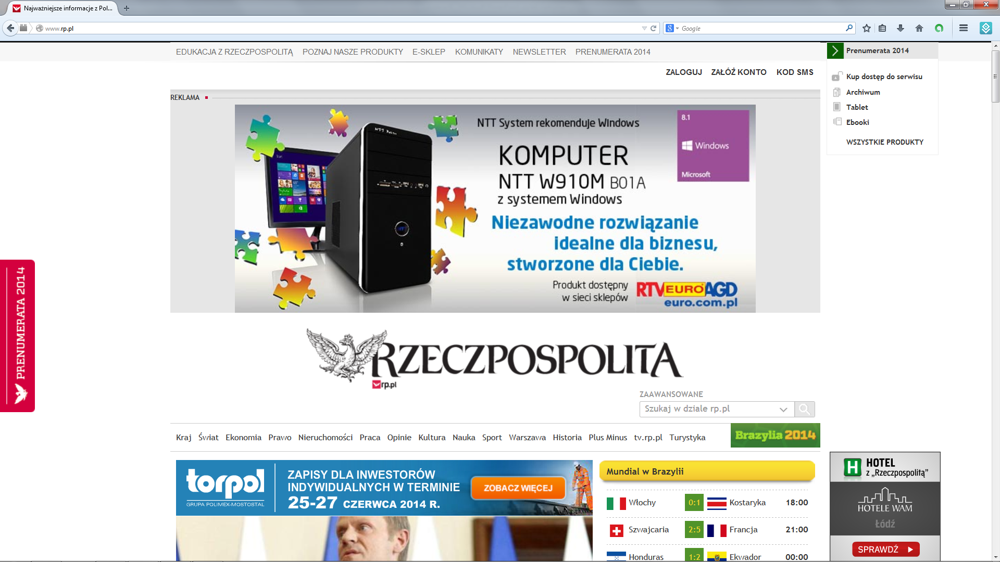 Najważniejsze informacje z Pol...
www.rp.pl
Google
EDUKACJA Z RZECZPOSPOLITĄ POZNAJ NASZE PRODUKTY E-SKLEP KOMUNIKATY NEWSLETTER PRENUMERATA 2014
ZALOGUJ ZAŁÓŻ KONTO KOD SMS
Prenumerata 2014
Kup dostęp do serwisu
Archiwum
Tablet
Ebooki
WSZYSTKIE PRODUKTY
REKLAMA
NTT System rekomenduje Windows
KOMPUTER
NTT W910M B01A
z systemem Windows
Niezawodne rozwiązanie
idealne dla biznesu,
stworzone dla Ciebie.
Produkt dostępny
w sieci sklepów
RTV EURO AGD
euro.com.pl
8.1
Windows
Microsoft
PRENUMERATA 2014
RZECZPOSPOLITA
rp.pl
ZAAWANSOWANE
Szukaj w dziale rp.pl
Kraj Świat Ekonomia Prawo Nieruchomości Praca Opinie Kultura Nauka Sport Warszawa Historia Plus Minus tv.rp.pl Turystyka
Brazylia 2014
torpol
GRUPA POLIMEX-MOSTOSTAL
ZAPISY DLA INWESTORÓW
INDYWIDUALNYCH W TERMINIE
25-27 CZERWCA 2014 R.
ZOBACZ WIĘCEJ
Mundial w Brazylii
Włochy 0:1 Kostaryka 18:00
Szwajcaria 2:5 Francja 21:00
Honduras 1:2 Ekwador 00:00
H HOTEL
z „Rzeczpospolitą”
HOTELE WAM
Łódź
SPRAWDŹ